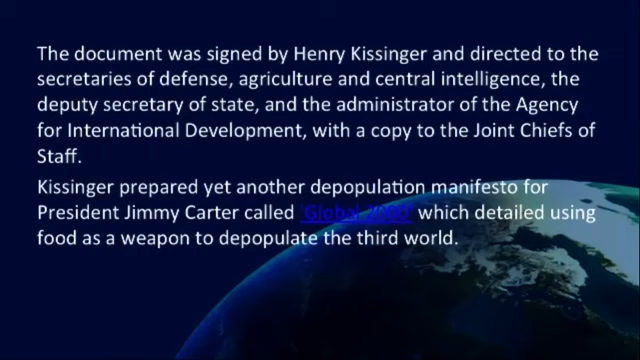 The document was signed by Henry Kissinger and directed to the
secretaries of defense, agriculture and central intelligence, the
deputy secretary of state, and the administrator of the Agency
for International Development, with a copy to the Joint Chiefs of
Staff.
Kissinger prepared yet another depopulation manifesto for
President Jimmy Carter called 'Global 2000' which detailed using
food as a weapon to depopulate the third world.